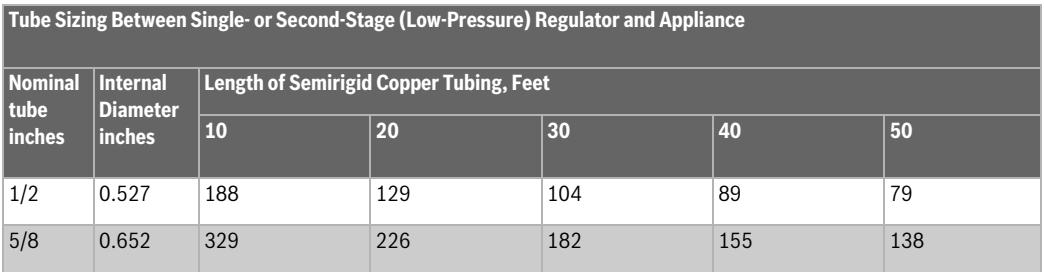 Tube Sizing Between Single- or Second-Stage (Low-Pressure) Regulator and Appliance
Nominal tube inches Internal Diameter inches Length of Semirigid Copper Tubing, Feet
10 20 30 40 50
1/2 0.527 188 129 104 89 79
5/8 0.652 329 226 182 155 138